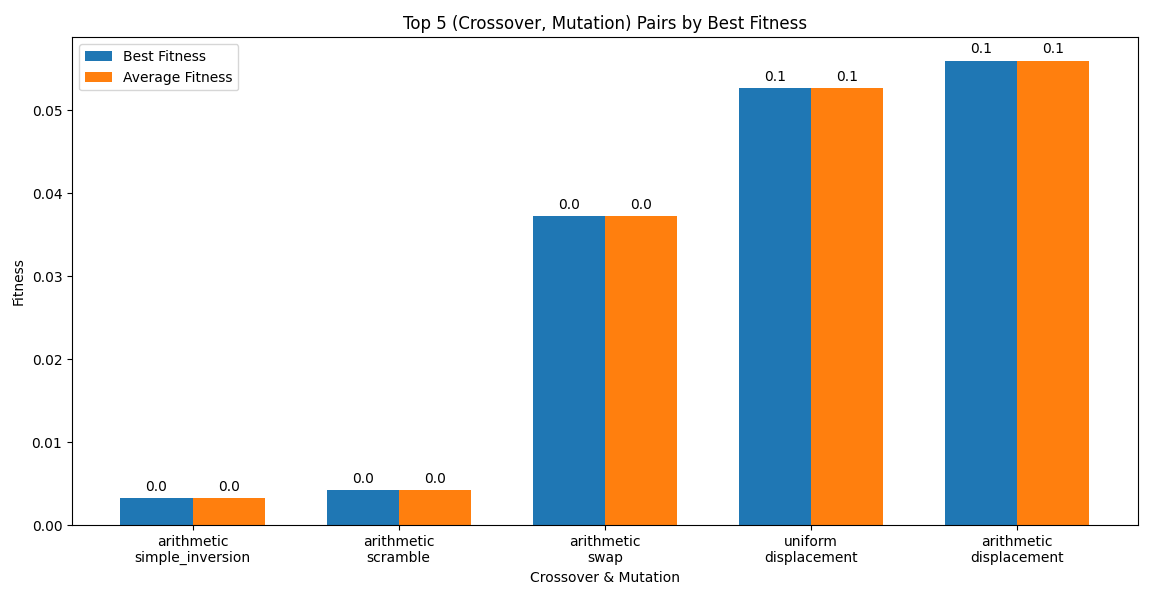 Top 5 (Crossover, Mutation) Pairs by Best Fitness
Best Fitness
Average Fitness
Fitness
0.05
0.04
0.03
0.02
0.01
0.00
0.0
0.0
0.0
0.0
0.0
0.0
0.1
0.1
0.1
0.1
arithmetic
simple_inversion
arithmetic
scramble
arithmetic
swap
uniform
displacement
arithmetic
displacement
Crossover & Mutation